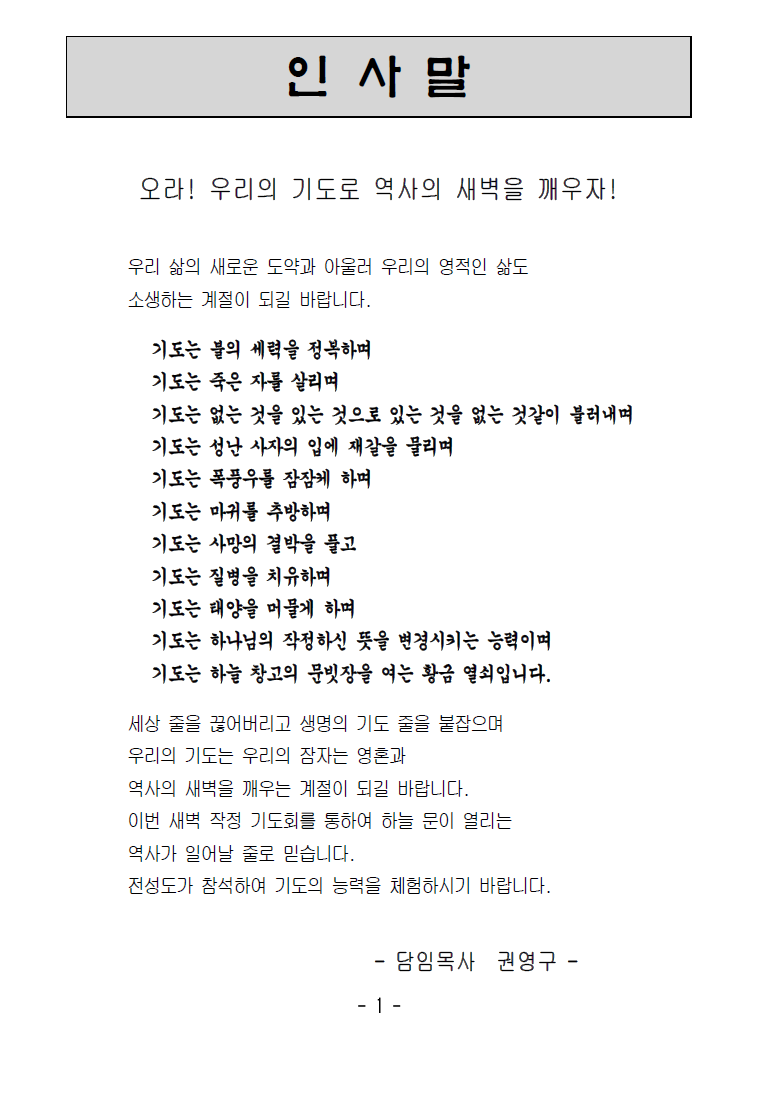 인 사 말
오라! 우리의 기도로 역사의 새벽을 깨우자!
우리 삶의 새로운 도약과 아울러 우리의 영적인 삶도
소생하는 계절이 되길 바랍니다.
기도는 불의 세력을 정복하며
기도는 죽은 자를 살리며
기도는 없는 것을 있는 것으로 있는 것을 없는 것같이 불러내며
기도는 성난 사자의 입에 재갈을 물리며
기도는 폭풍우를 잠잠케 하며
기도는 마귀를 추방하며
기도는 사망의 결박을 풀고
기도는 질병을 치유하며
기도는 태양을 머물게 하며
기도는 하나님의 작정하신 뜻을 변경시키는 능력이며
기도는 하늘 창고의 문빗장을 여는 황금 열쇠입니다.
세상 줄을 끊어버리고 생명의 기도 줄을 붙잡으며
우리의 기도는 우리의 잠자는 영혼과
역사의 새벽을 깨우는 계절이 되길 바랍니다.
이번 새벽 작정 기도회를 통하여 하늘 문이 열리는
역사가 일어날 줄로 믿습니다.
전성도가 참석하여 기도의 능력을 체험하시기 바랍니다.
- 담임목사 권영구 -
- 1 -